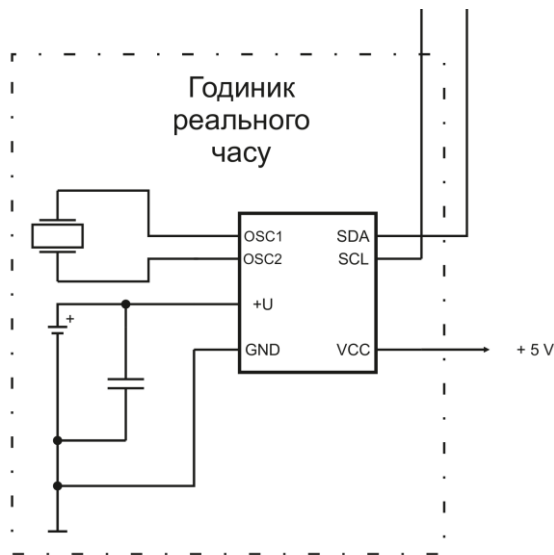 Годиник
реального
часу
OSC1 SDA
OSC2 SCL
+
+U
GND VCC
+ 5 V